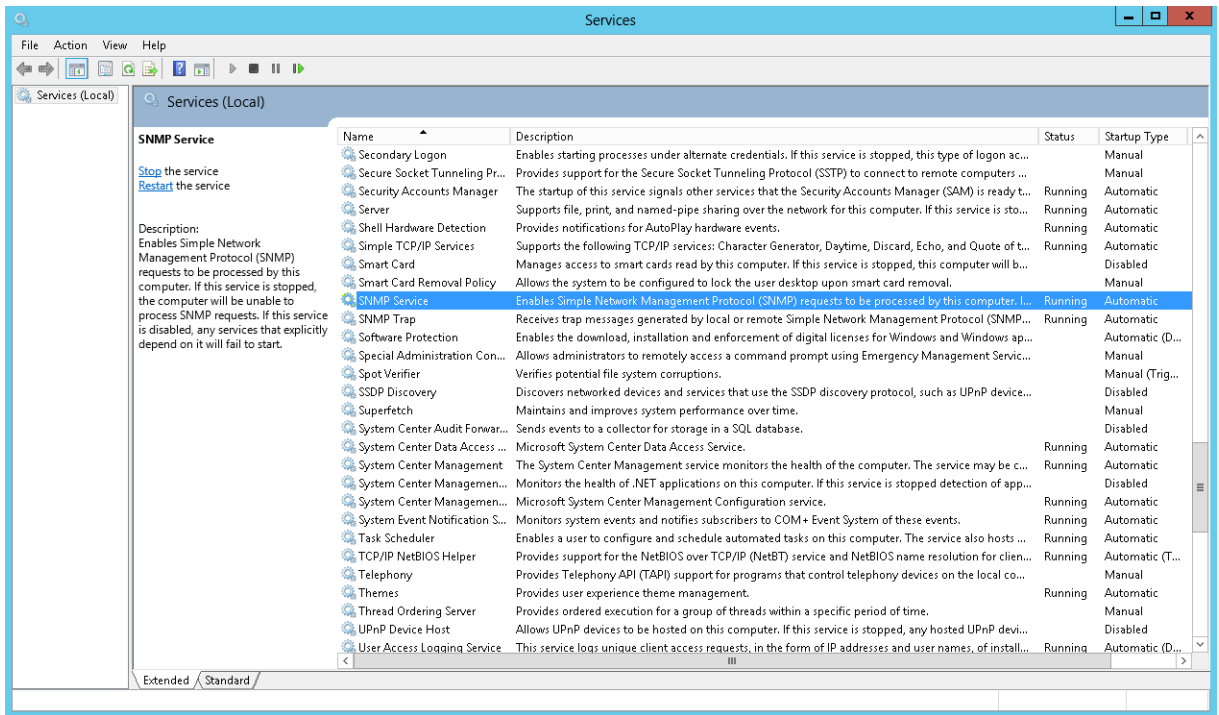 Services
File Action View Help
Services (Local)
Services (Local)
SNMP Service
Stop the service
Restart the service
Description:
Enables Simple Network
Management Protocol (SNMP)
requests to be processed by this
computer. If this service is stopped,
the computer will be unable to
process SNMP requests. If this service
is disabled, any services that explicitly
depend on it will fail to start.
Name Description Status Startup Type
Secondary Logon Enables starting processes under alternate credentials. If this service is stopped, this type of logon ac... Manual
Secure Socket Tunneling Pr... Provides support for the Secure Socket Tunneling Protocol (SSTP) to connect to remote computers ... Manual
Security Accounts Manager The startup of this service signals other services that the Security Accounts Manager (SAM) is ready t... Running Automatic
Server Supports file, print, and named-pipe sharing over the network for this computer. If this service is sto... Running Automatic
Shell Hardware Detection Provides notifications for AutoPlay hardware events. Running Automatic
Simple TCP/IP Services Supports the following TCP/IP services: Character Generator, Daytime, Discard, Echo, and Quote of t... Running Automatic
Smart Card Manages access to smart cards read by this computer. If this service is stopped, this computer will b... Disabled
Smart Card Removal Policy Allows the system to be configured to lock the user desktop upon smart card removal. Manual
SNMP Service Enables Simple Network Management Protocol (SNMP) requests to be processed by this computer. I... Running Automatic
SNMP Trap Receives trap messages generated by local or remote Simple Network Management Protocol (SNMP... Running Automatic
Software Protection Enables the download, installation and enforcement of digital licenses for Windows and Windows ap... Automatic (D...
Special Administration Con... Allows administrators to remotely access a command prompt using Emergency Management Servic... Manual
Spot Verifier Verifies potential file system corruptions. Manual (Trig...
SSDP Discovery Discovers networked devices and services that use the SSDP discovery protocol, such as UPnP device... Disabled
Superfetch Maintains and improves system performance over time. Manual
System Center Audit Forwar... Sends events to a collector for storage in a SQL database. Disabled
System Center Data Access ... Microsoft System Center Data Access Service. Running Automatic
System Center Management The System Center Management service monitors the health of the computer. The service may be c... Running Automatic
System Center Managemen... Monitors the health of .NET applications on this computer. If this service is stopped detection of app... Disabled
System Center Managemen... Microsoft System Center Management Configuration service. Running Automatic
System Event Notification S... Monitors system events and notifies subscribers to COM+ Event System of these events. Running Automatic
Task Scheduler Enables a user to configure and schedule automated tasks on this computer. The service also hosts ... Running Automatic
TCP/IP NetBIOS Helper Provides support for the NetBIOS over TCP/IP (NetBT) service and NetBIOS name resolution for clien... Running Automatic (T...
Telephony Provides Telephony API (TAPI) support for programs that control telephony devices on the local co... Manual
Themes Provides user experience theme management. Running Automatic
Thread Ordering Server Provides ordered execution for a group of threads within a specific period of time. Manual
UPnP Device Host Allows UPnP devices to be hosted on this computer. If this service is stopped, any hosted UPnP devi... Disabled
User Access Logging Service This service logs unique client access requests, in the form of IP addresses and user names, of install... Running Automatic (D...
Extended Standard